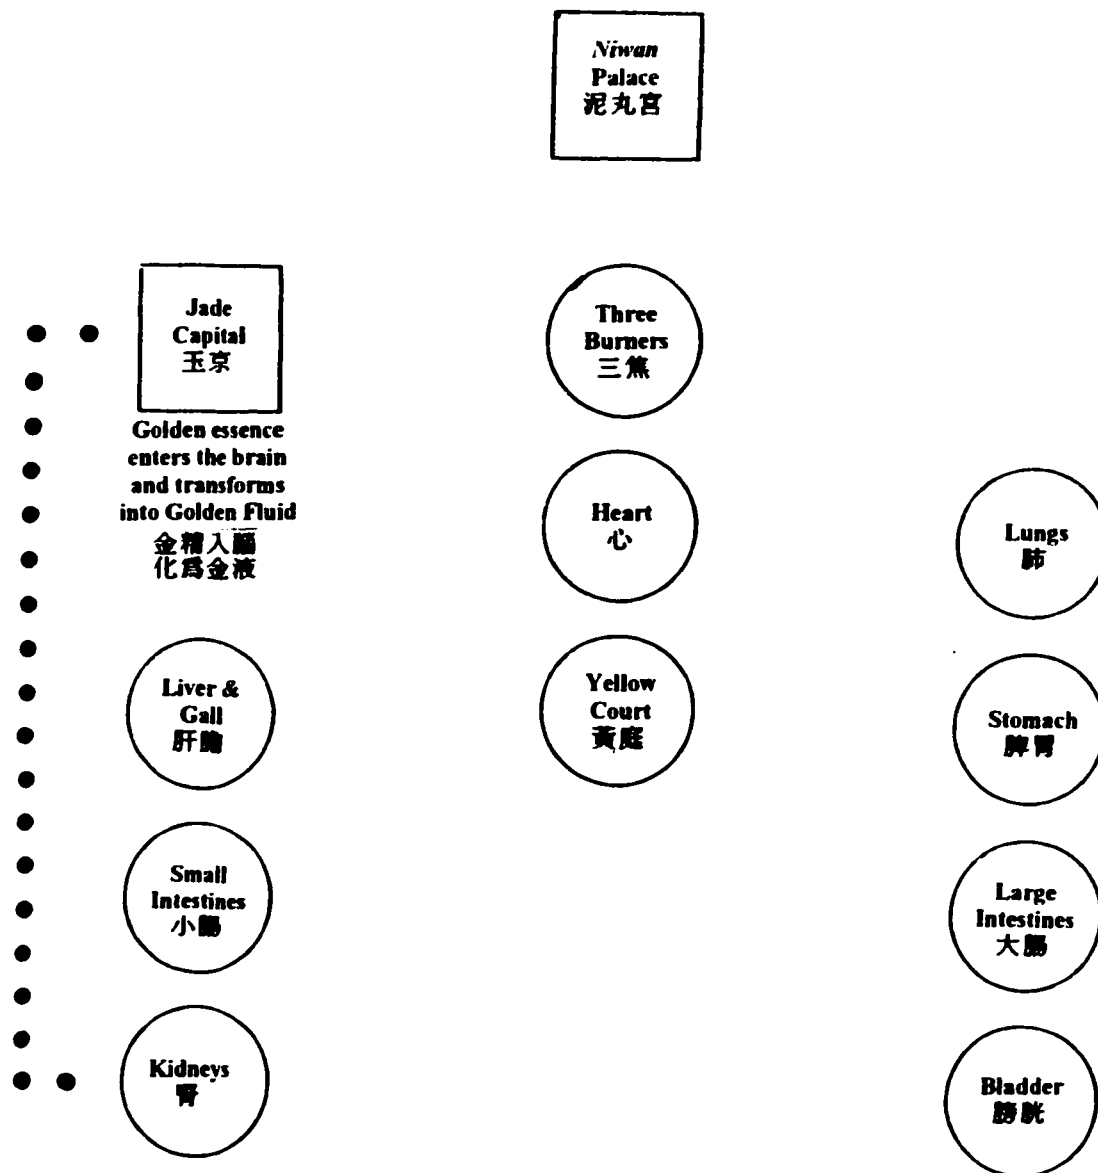 Niwan
Palace
泥丸宮
Jade
Capital
玉京
Golden essence
enters the brain
and transforms
into Golden Fluid
金精入腦
化爲金液
Liver &
Gall
肝膽
Small
Intestines
小腸
Kidneys
腎
Three
Burners
三焦
Heart
心
Yellow
Court
黃庭
Lungs
肺
Stomach
脾胃
Large
Intestines
大腸
Bladder
膀胱